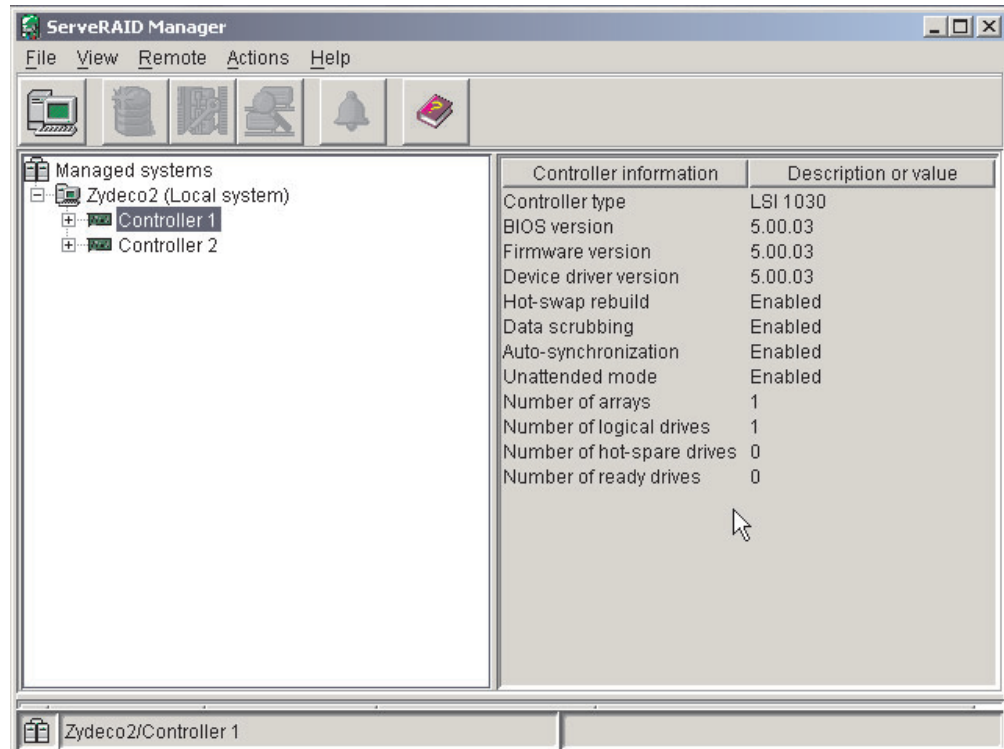 ServeRAID Manager
File View Remote Actions Help
Managed systems
Zydeco2 (Local system)
Controller 1
Controller 2
Controller information Description or value
Controller type LSI 1030
BIOS version 5.00.03
Firmware version 5.00.03
Device driver version 5.00.03
Hot-swap rebuild Enabled
Data scrubbing Enabled
Auto-synchronization Enabled
Unattended mode Enabled
Number of arrays 1
Number of logical drives 1
Number of hot-spare drives 0
Number of ready drives 0
Zydeco2/Controller 1